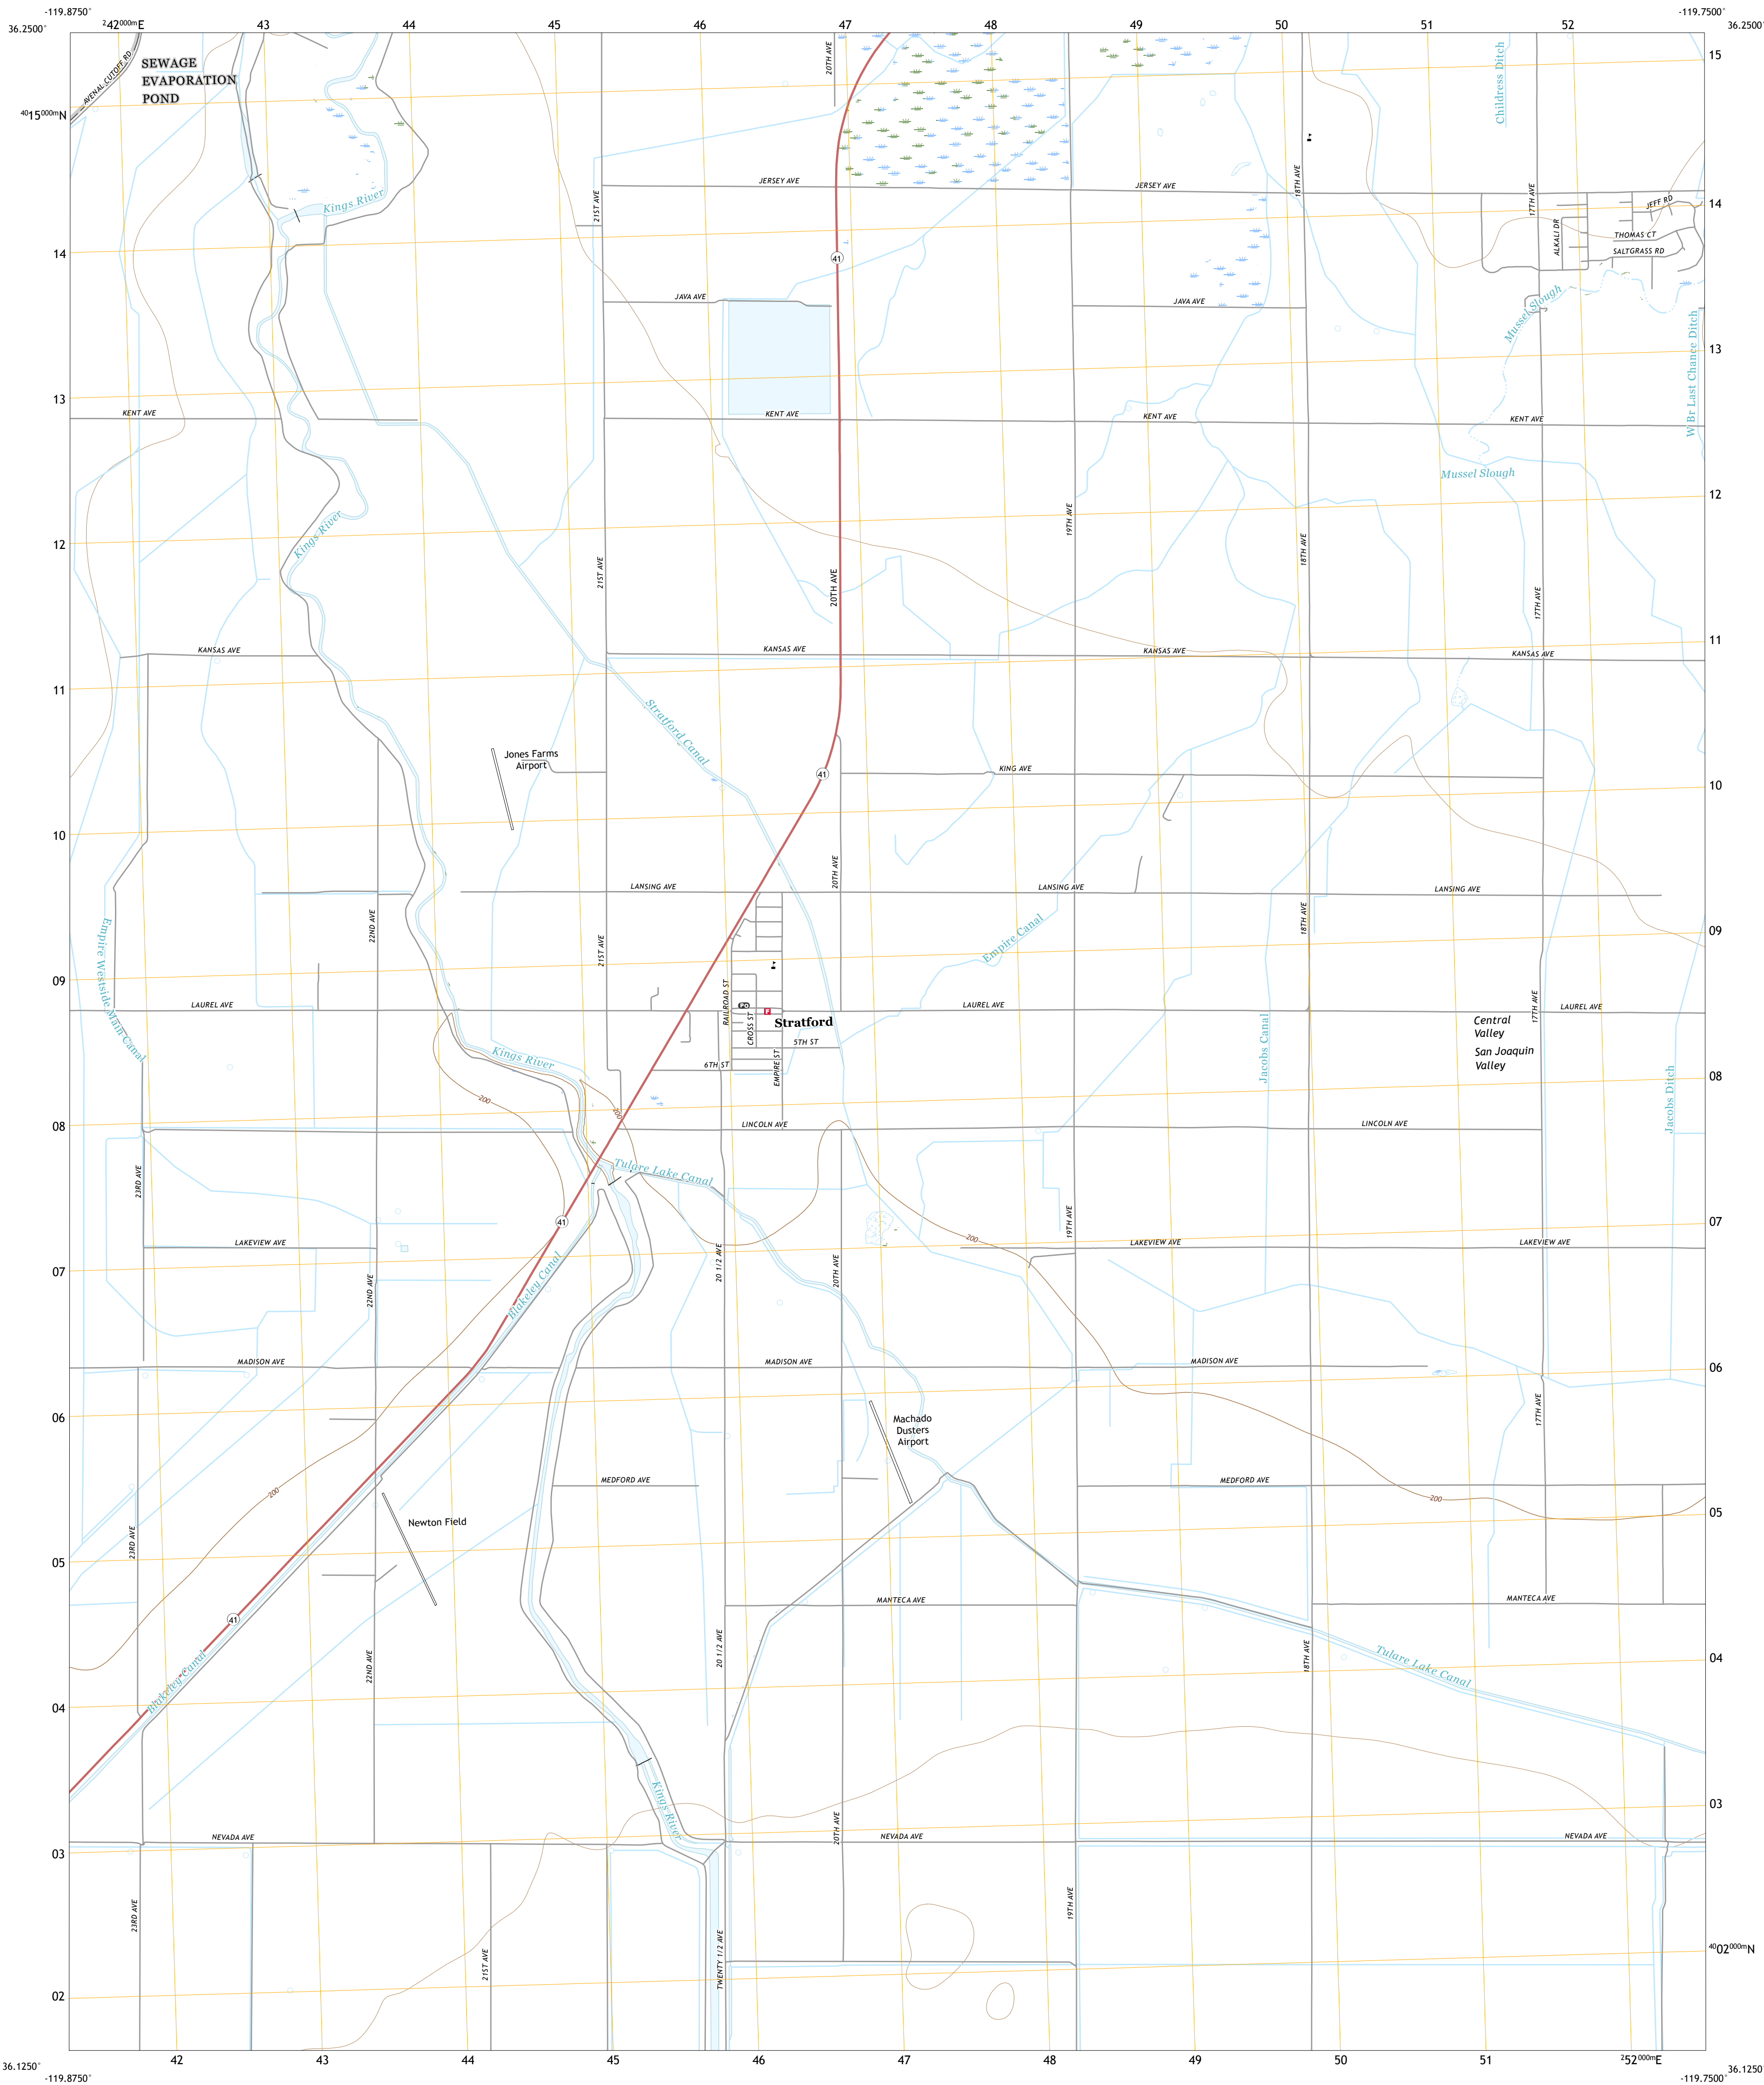 -119.8750°
-119.7500°
36.2500°
36.2500°
²42⁰⁰⁰ᵐE
43
44
45
46
47
48
49
50
51
52
AVENAL CUTOFF RD
SEWAGE
EVAPORATION
POND
20TH AVE
Childress Ditch
15
⁴⁰15⁰⁰⁰ᵐN
JERSEY AVE
JERSEY AVE
18TH AVE
17TH AVE
21ST AVE
Kings River
JEFF RD
14
ALKALI DR
THOMAS CT
SALTGRASS RD
14
41
JAVA AVE
JAVA AVE
Mussel Slough
W Br Last Chance Ditch
13
13
KENT AVE
KENT AVE
KENT AVE
KENT AVE
Mussel Slough
12
19TH AVE
Kings River
12
18TH AVE
21ST AVE
20TH AVE
17TH AVE
11
KANSAS AVE
KANSAS AVE
KANSAS AVE
KANSAS AVE
11
Stratford Canal
Jones Farms
Airport
41
KING AVE
10
10
20TH AVE
LANSING AVE
LANSING AVE
LANSING AVE
22ND AVE
Empire Westside Main Canal
21ST AVE
Empire Canal
18TH AVE
09
09
LAUREL AVE
RAILROAD ST
PO
F
CROSS ST
Stratford
LAUREL AVE
17TH AVE
LAUREL AVE
Central
Valley
San Joaquin
Valley
Jacobs Canal
Kings River
5TH ST
6TH ST
EMPIRE ST
08
Jacobs Ditch
200
200
08
LINCOLN AVE
LINCOLN AVE
23RD AVE
Tulare Lake Canal
41
19TH AVE
07
LAKEVIEW AVE
200
LAKEVIEW AVE
LAKEVIEW AVE
07
22ND AVE
Blakeley Canal
20 1/2 AVE
20TH AVE
MADISON AVE
MADISON AVE
MADISON AVE
06
06
Machado
Dusters
Airport
17TH AVE
MEDFORD AVE
MEDFORD AVE
200
200
05
23RD AVE
Newton Field
05
MANTECA AVE
MANTECA AVE
41
Blakeley Canal
22ND AVE
20 1/2 AVE
18TH AVE
Tulare Lake Canal
04
04
Kings River
03
20TH AVE
NEVADA AVE
NEVADA AVE
NEVADA AVE
03
23RD AVE
21ST AVE
TWENTY 1/2 AVE
19TH AVE
⁴⁰02⁰⁰⁰ᵐN
02
42
43
44
45
46
47
48
49
50
51
²52⁰⁰⁰ᵐE
36.1250°
36.1250
-119.8750°
-119.7500°